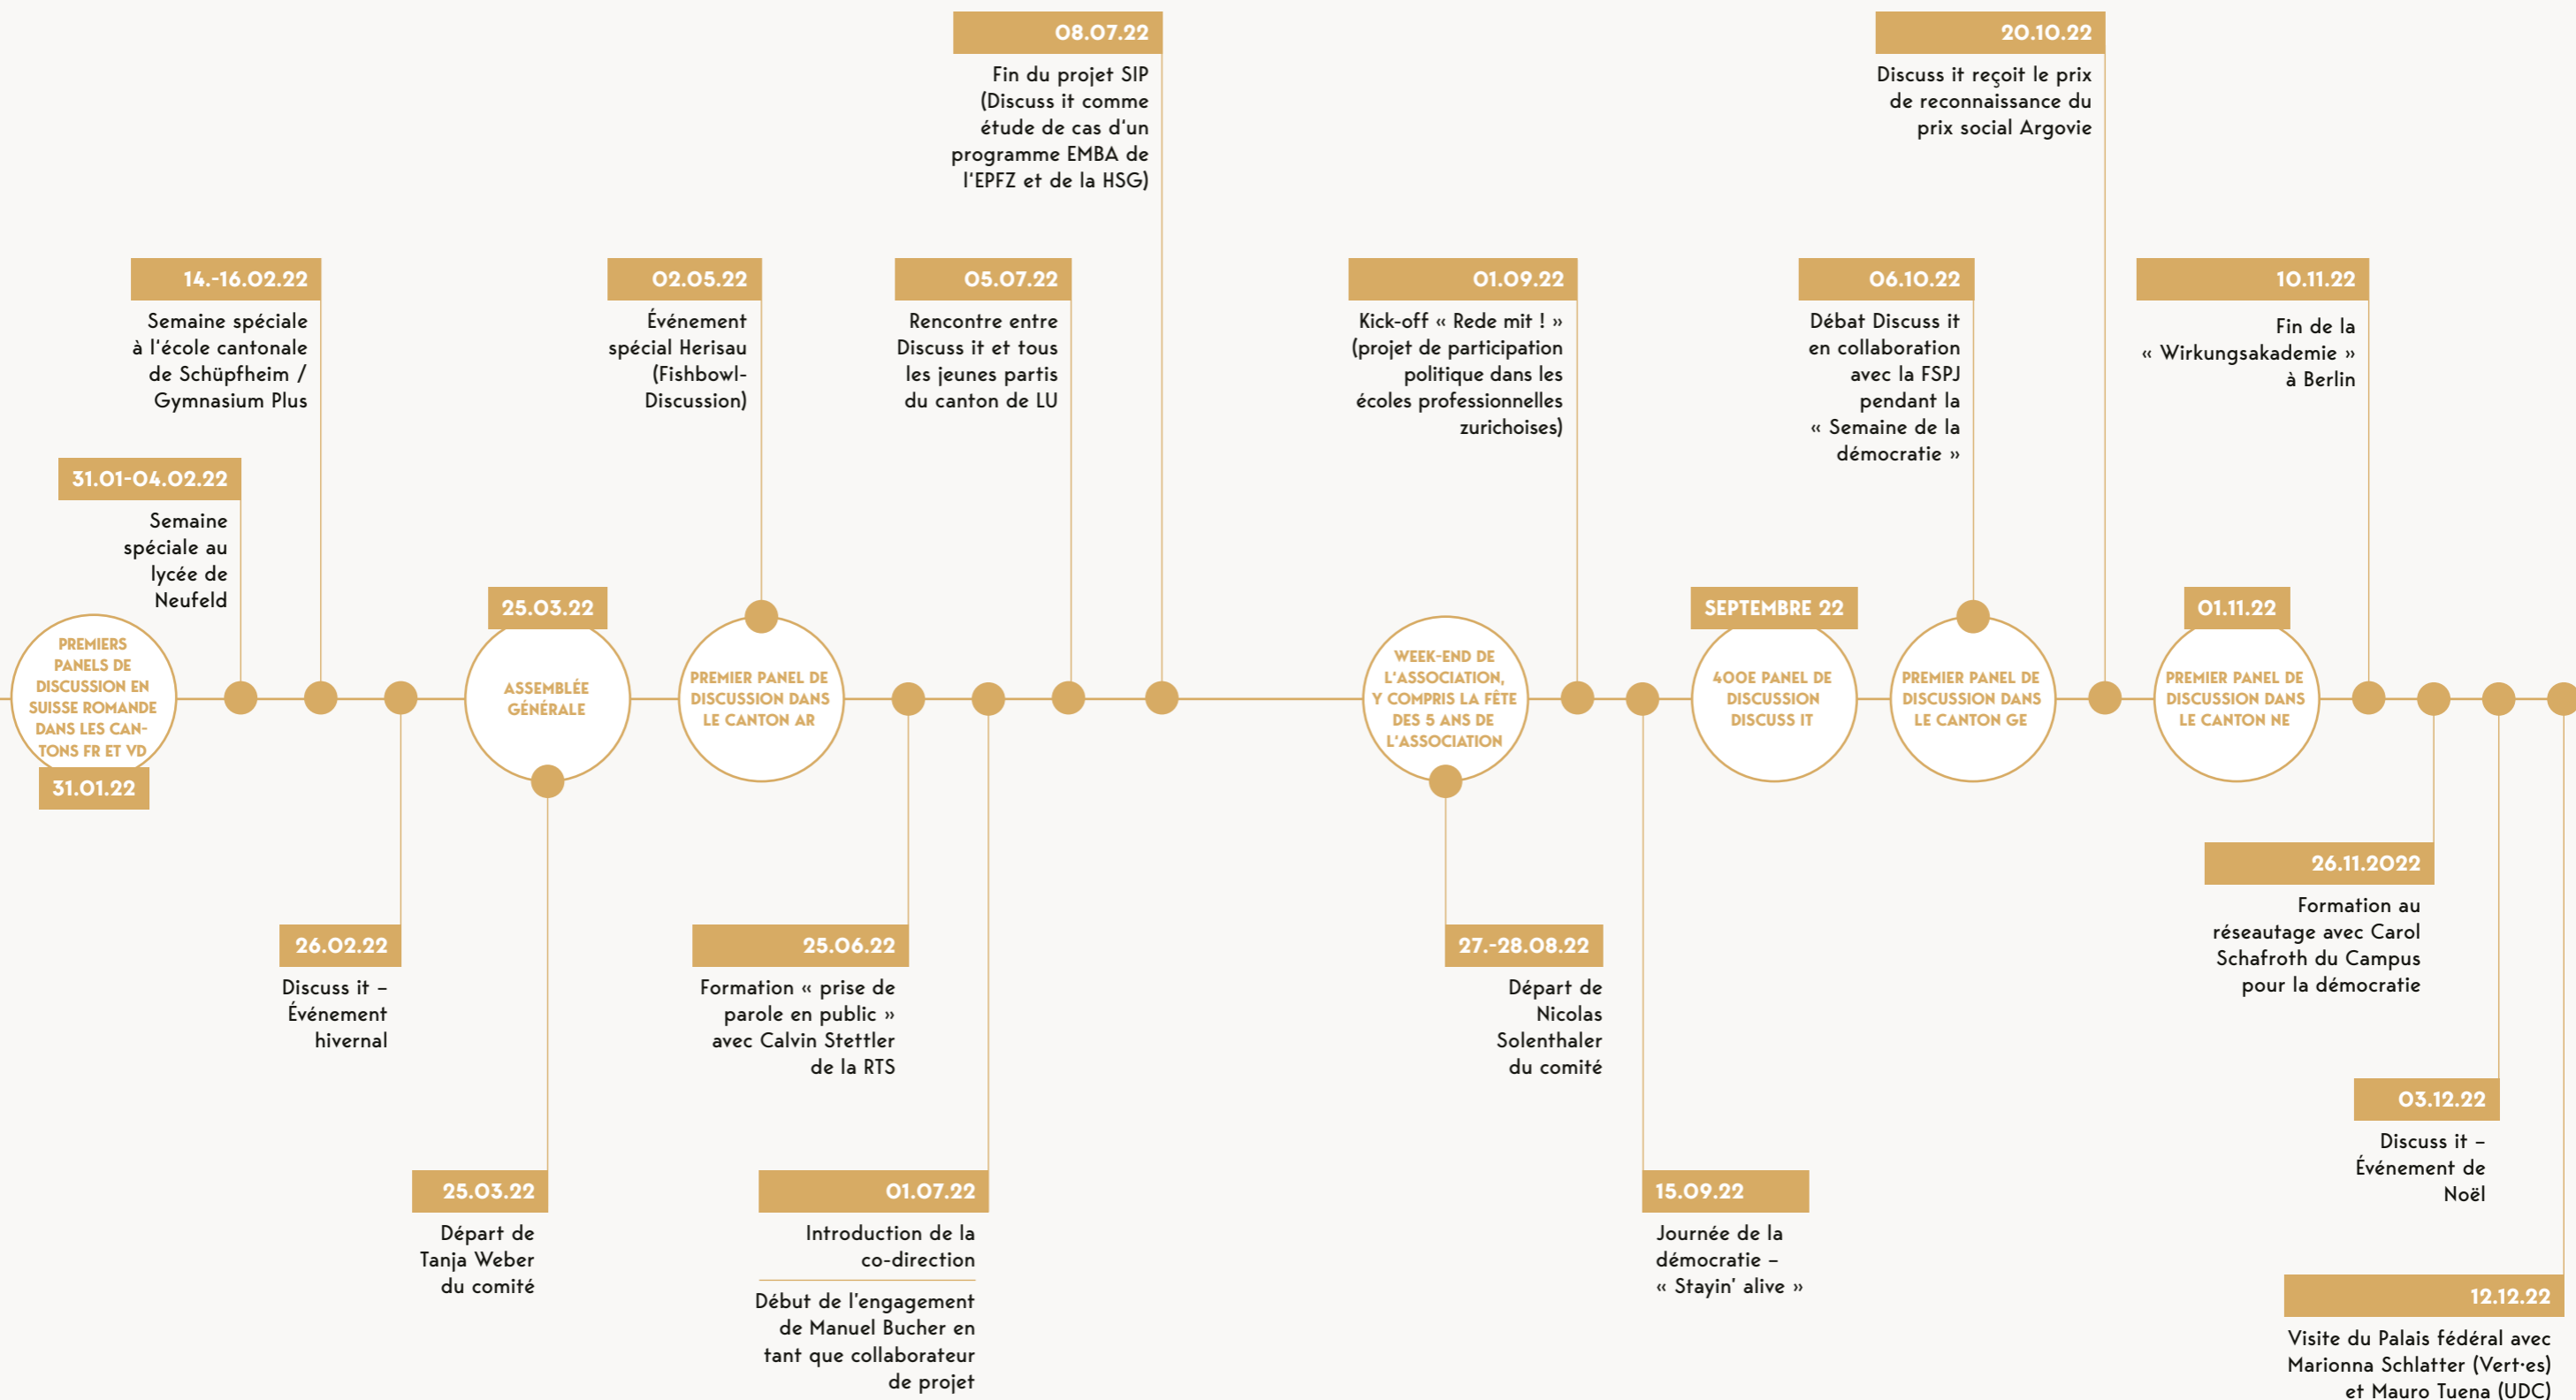 PREMIERS
PANELS DE
DISCUSSION EN
SUISSE ROMANDE
DANS LES CAN-
TONS FR ET VD
31.01.22
31.01-04.02.22
Semaine
spéciale au
lycée de
Neufeld
14.-16.02.22
Semaine spéciale
à l'école cantonale
de Schüpfheim /
Gymnasium Plus
26.02.22
Discuss it –
Événement
hivernal
25.03.22
ASSEMBLÉE
GÉNÉRALE
25.03.22
Départ de
Tanja Weber
du comité
02.05.22
Événement
spécial Herisau
(Fishbowl-
Discussion)
PREMIER PANEL DE
DISCUSSION DANS
LE CANTON AR
25.06.22
Formation « prise de
parole en public »
avec Calvin Stettler
de la RTS
01.07.22
Introduction de la
co-direction
Début de l'engagement
de Manuel Bucher en
tant que collaborateur
de projet
05.07.22
Rencontre entre
Discuss it et tous
les jeunes partis
du canton de LU
08.07.22
Fin du projet SIP
(Discuss it comme
étude de cas d'un
programme EMBA de
l'EPFZ et de la HSG)
WEEK-END DE
L'ASSOCIATION,
Y COMPRIS LA FÊTE
DES 5 ANS DE
L'ASSOCIATION
27.-28.08.22
Départ de
Nicolas
Solenthaler
du comité
01.09.22
Kick-off « Rede mit ! »
(projet de participation
politique dans les
écoles professionnelles
zurichoises)
15.09.22
Journée de la
démocratie –
« Stayin' alive »
SEPTEMBRE 22
400E PANEL DE
DISCUSSION
DISCUSS IT
06.10.22
Débat Discuss it
en collaboration
avec la FSPJ
pendant la
« Semaine de la
démocratie »
PREMIER PANEL DE
DISCUSSION DANS
LE CANTON GE
20.10.22
Discuss it reçoit le prix
de reconnaissance du
prix social Argovie
01.11.22
PREMIER PANEL DE
DISCUSSION DANS
LE CANTON NE
10.11.22
Fin de la
« Wirkungsakademie »
à Berlin
26.11.2022
Formation au
réseautage avec Carol
Schafroth du Campus
pour la démocratie
03.12.22
Discuss it –
Événement de
Noël
12.12.22
Visite du Palais fédéral avec
Marionna Schlatter (Vert·es)
et Mauro Tuena (UDC)